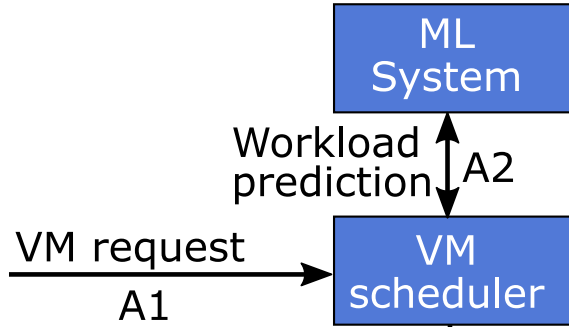 ML
System
Workload
prediction
A2
VM request
A1
VM
scheduler